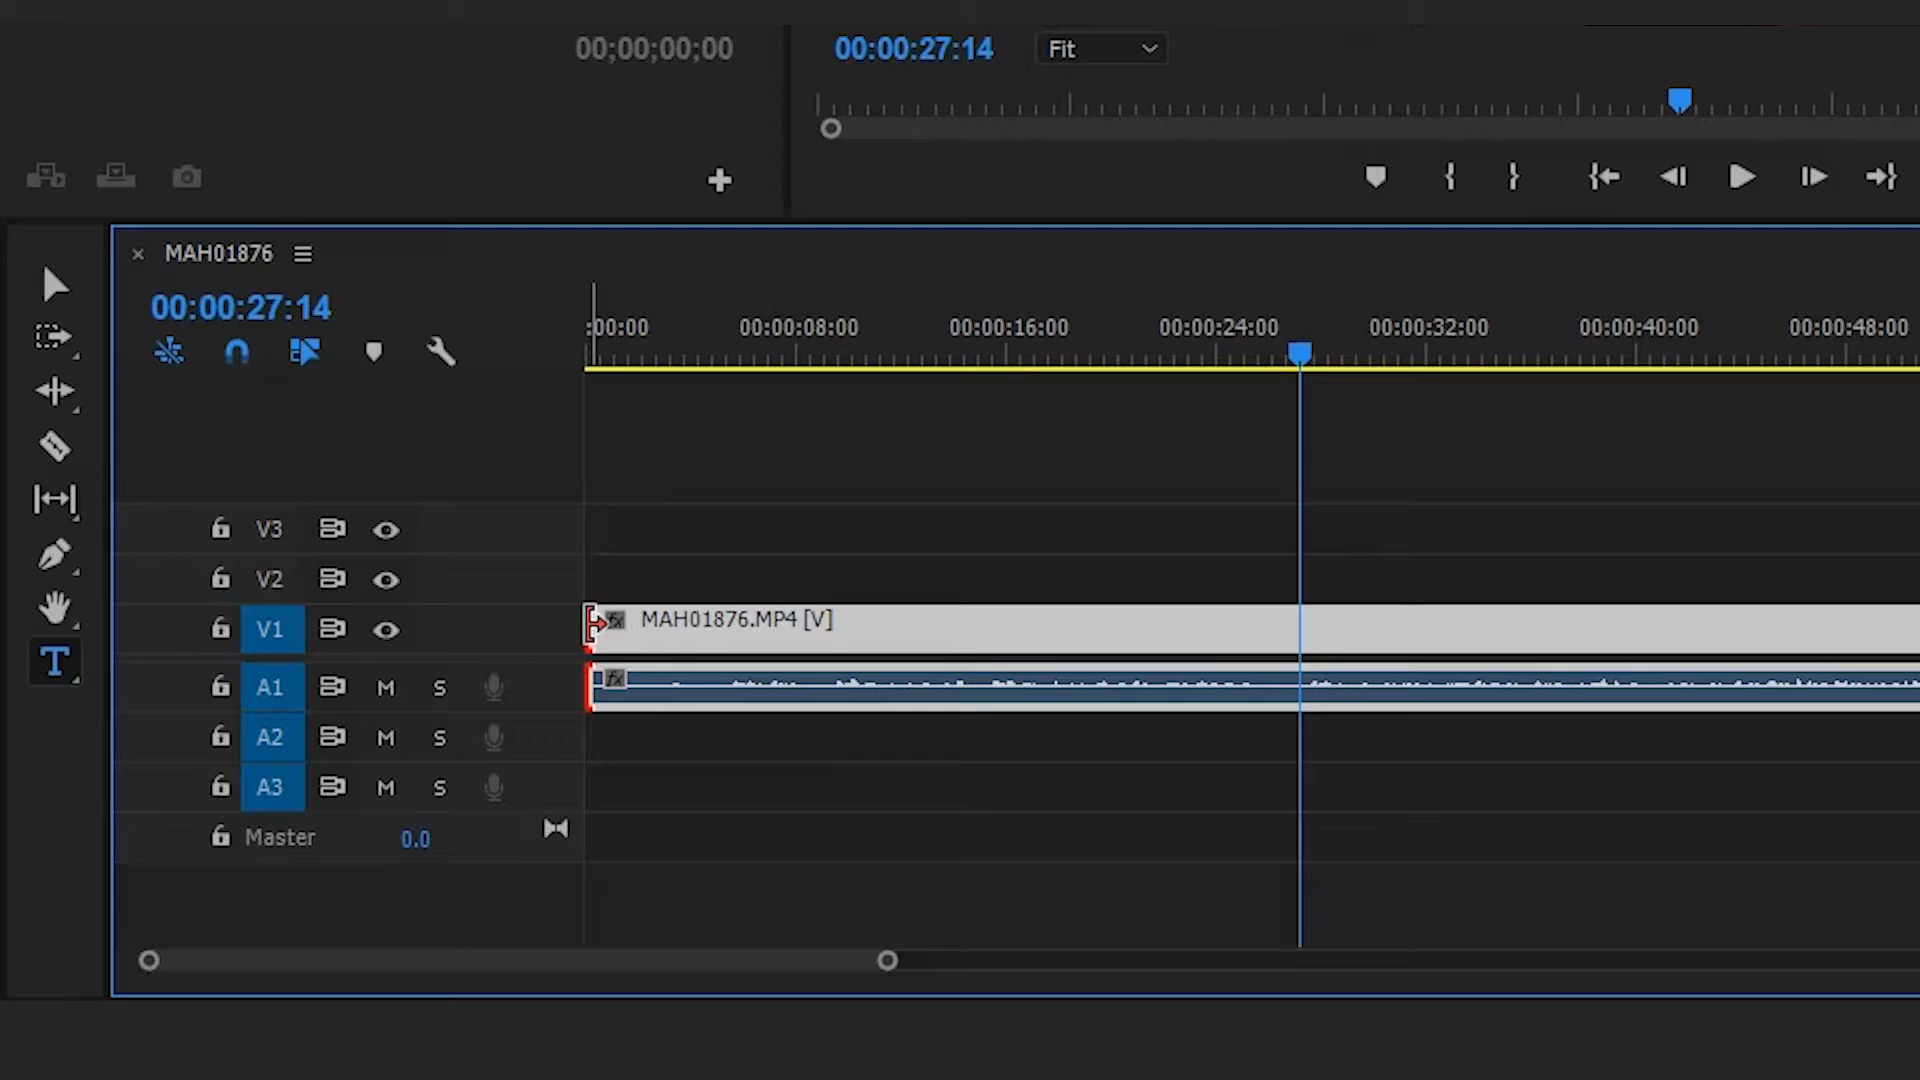 00;00;00;00
00:00:27:14
Fit
MAH01876
00:00:27:14
:00:00
00:00:08:00
00:00:16:00
00:00:24:00
00:00:32:00
00:00:40:00
00:00:48:00
V3
V2
V1
fx MAH01876.MP4 [V]
A1 M S
fx
A2 M S
A3 M S
Master 0.0
T